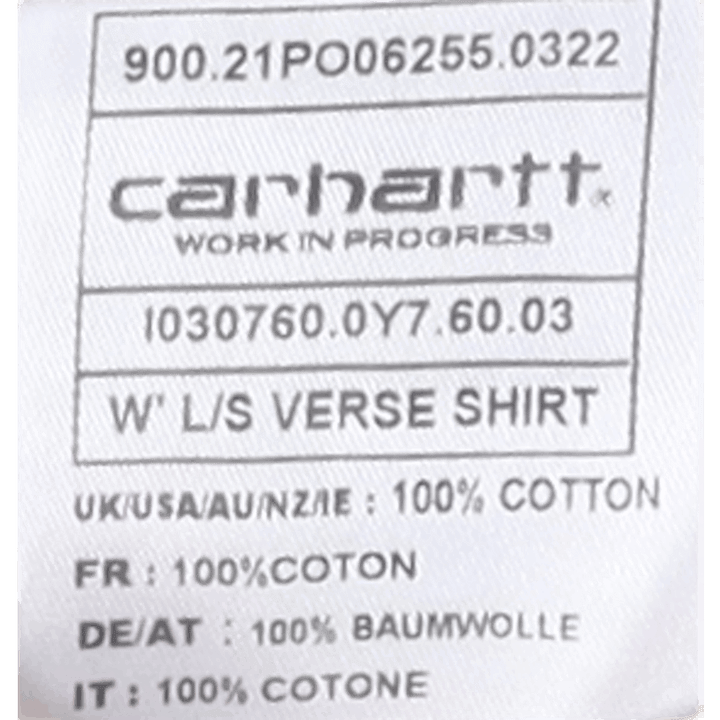 900.21PO06255.0322
carhartt
WORK IN PROGRESS
I030760.0Y7.60.03
W' L/S VERSE SHIRT
UK/USA/AU/NZ/IE : 100% COTTON
FR : 100%COTON
DE/AT : 100% BAUMWOLLE
IT : 100% COTONE